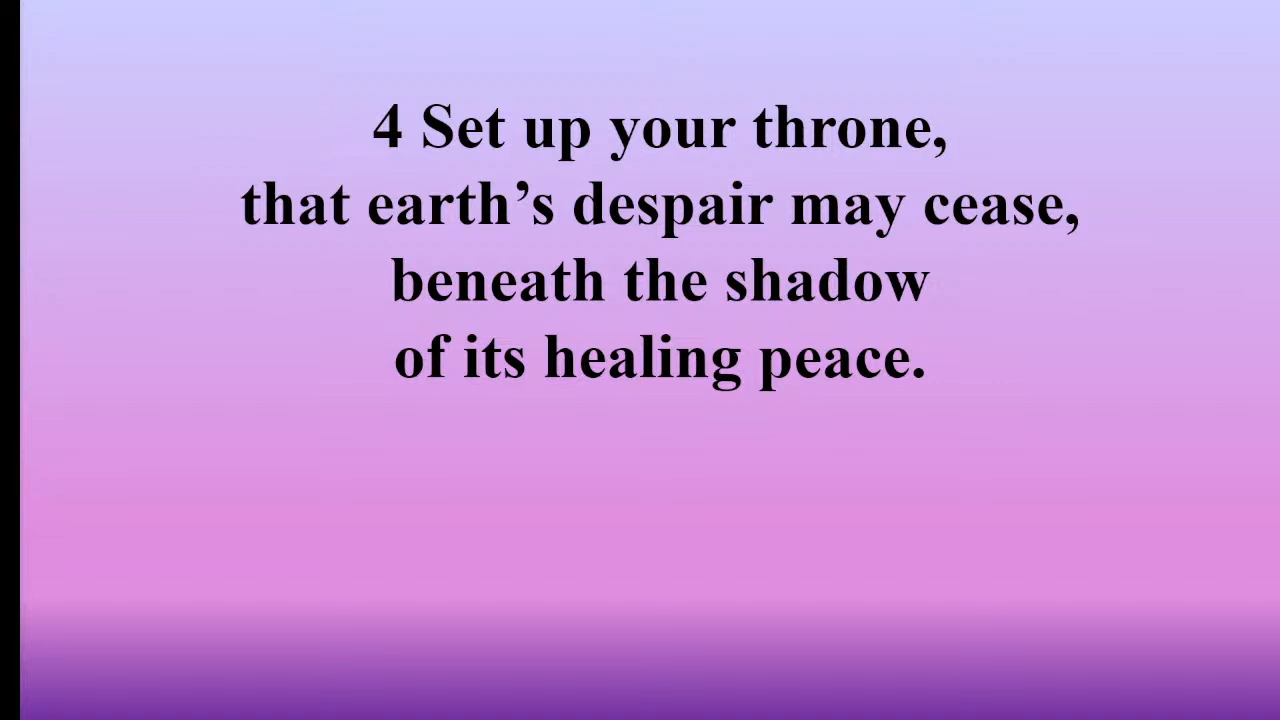 4 Set up your throne,
that earth’s despair may cease,
beneath the shadow
of its healing peace.